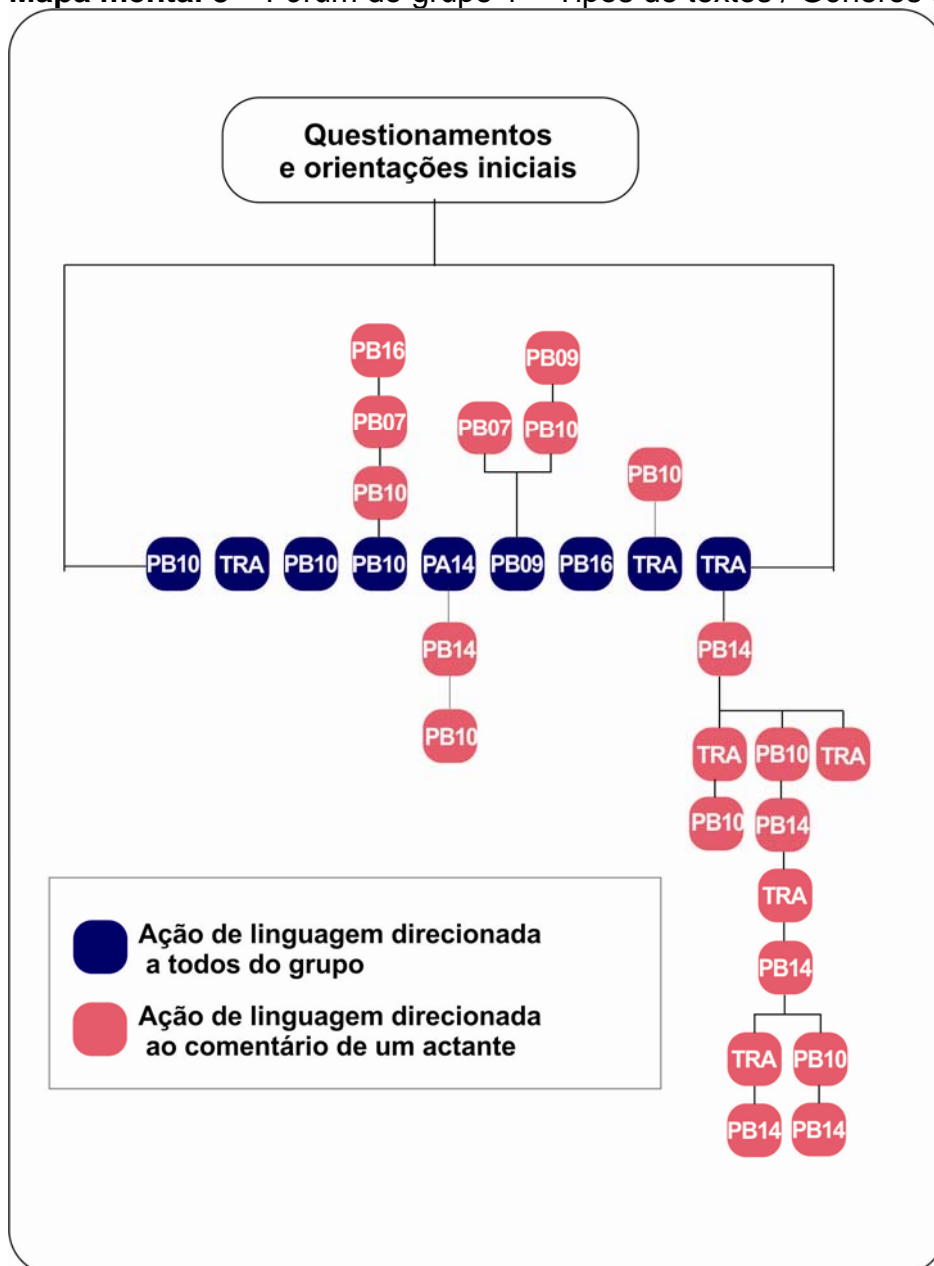 Questionamentos
e orientações iniciais
PB16
PB09
PB07
PB07
PB10
PB10
PB10
PB10
TRA
PB10
PB10
PA14
PB09
PB16
TRA
TRA
PB14
PB14
PB10
TRA
PB10
TRA
PB10
PB14
TRA
PB14
TRA
PB10
PB14
PB14
Ação de linguagem direcionada
a todos do grupo
Ação de linguagem direcionada
ao comentário de um actante